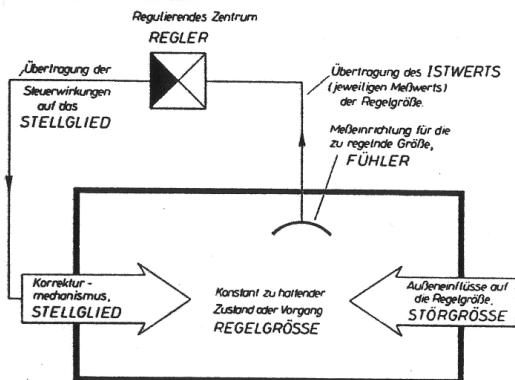 Regulierendes Zentrum
REGLER
Übertragung der
Steuerwirkungen
auf das
STELLGLIED
Übertragung des ISTWERTS
(jeweiligen Meßwerts)
der Regelgröße.
Meßeinrichtung für die
zu regelnde Größe,
FÜHLER
Korrektur-
mechanismus,
STELLGLIED
Konstant zu haltender
Zustand oder Vorgang
REGELGRÖSSE
Außeneinflüsse auf
die Regelgröße,
STÖRGRÖSSE